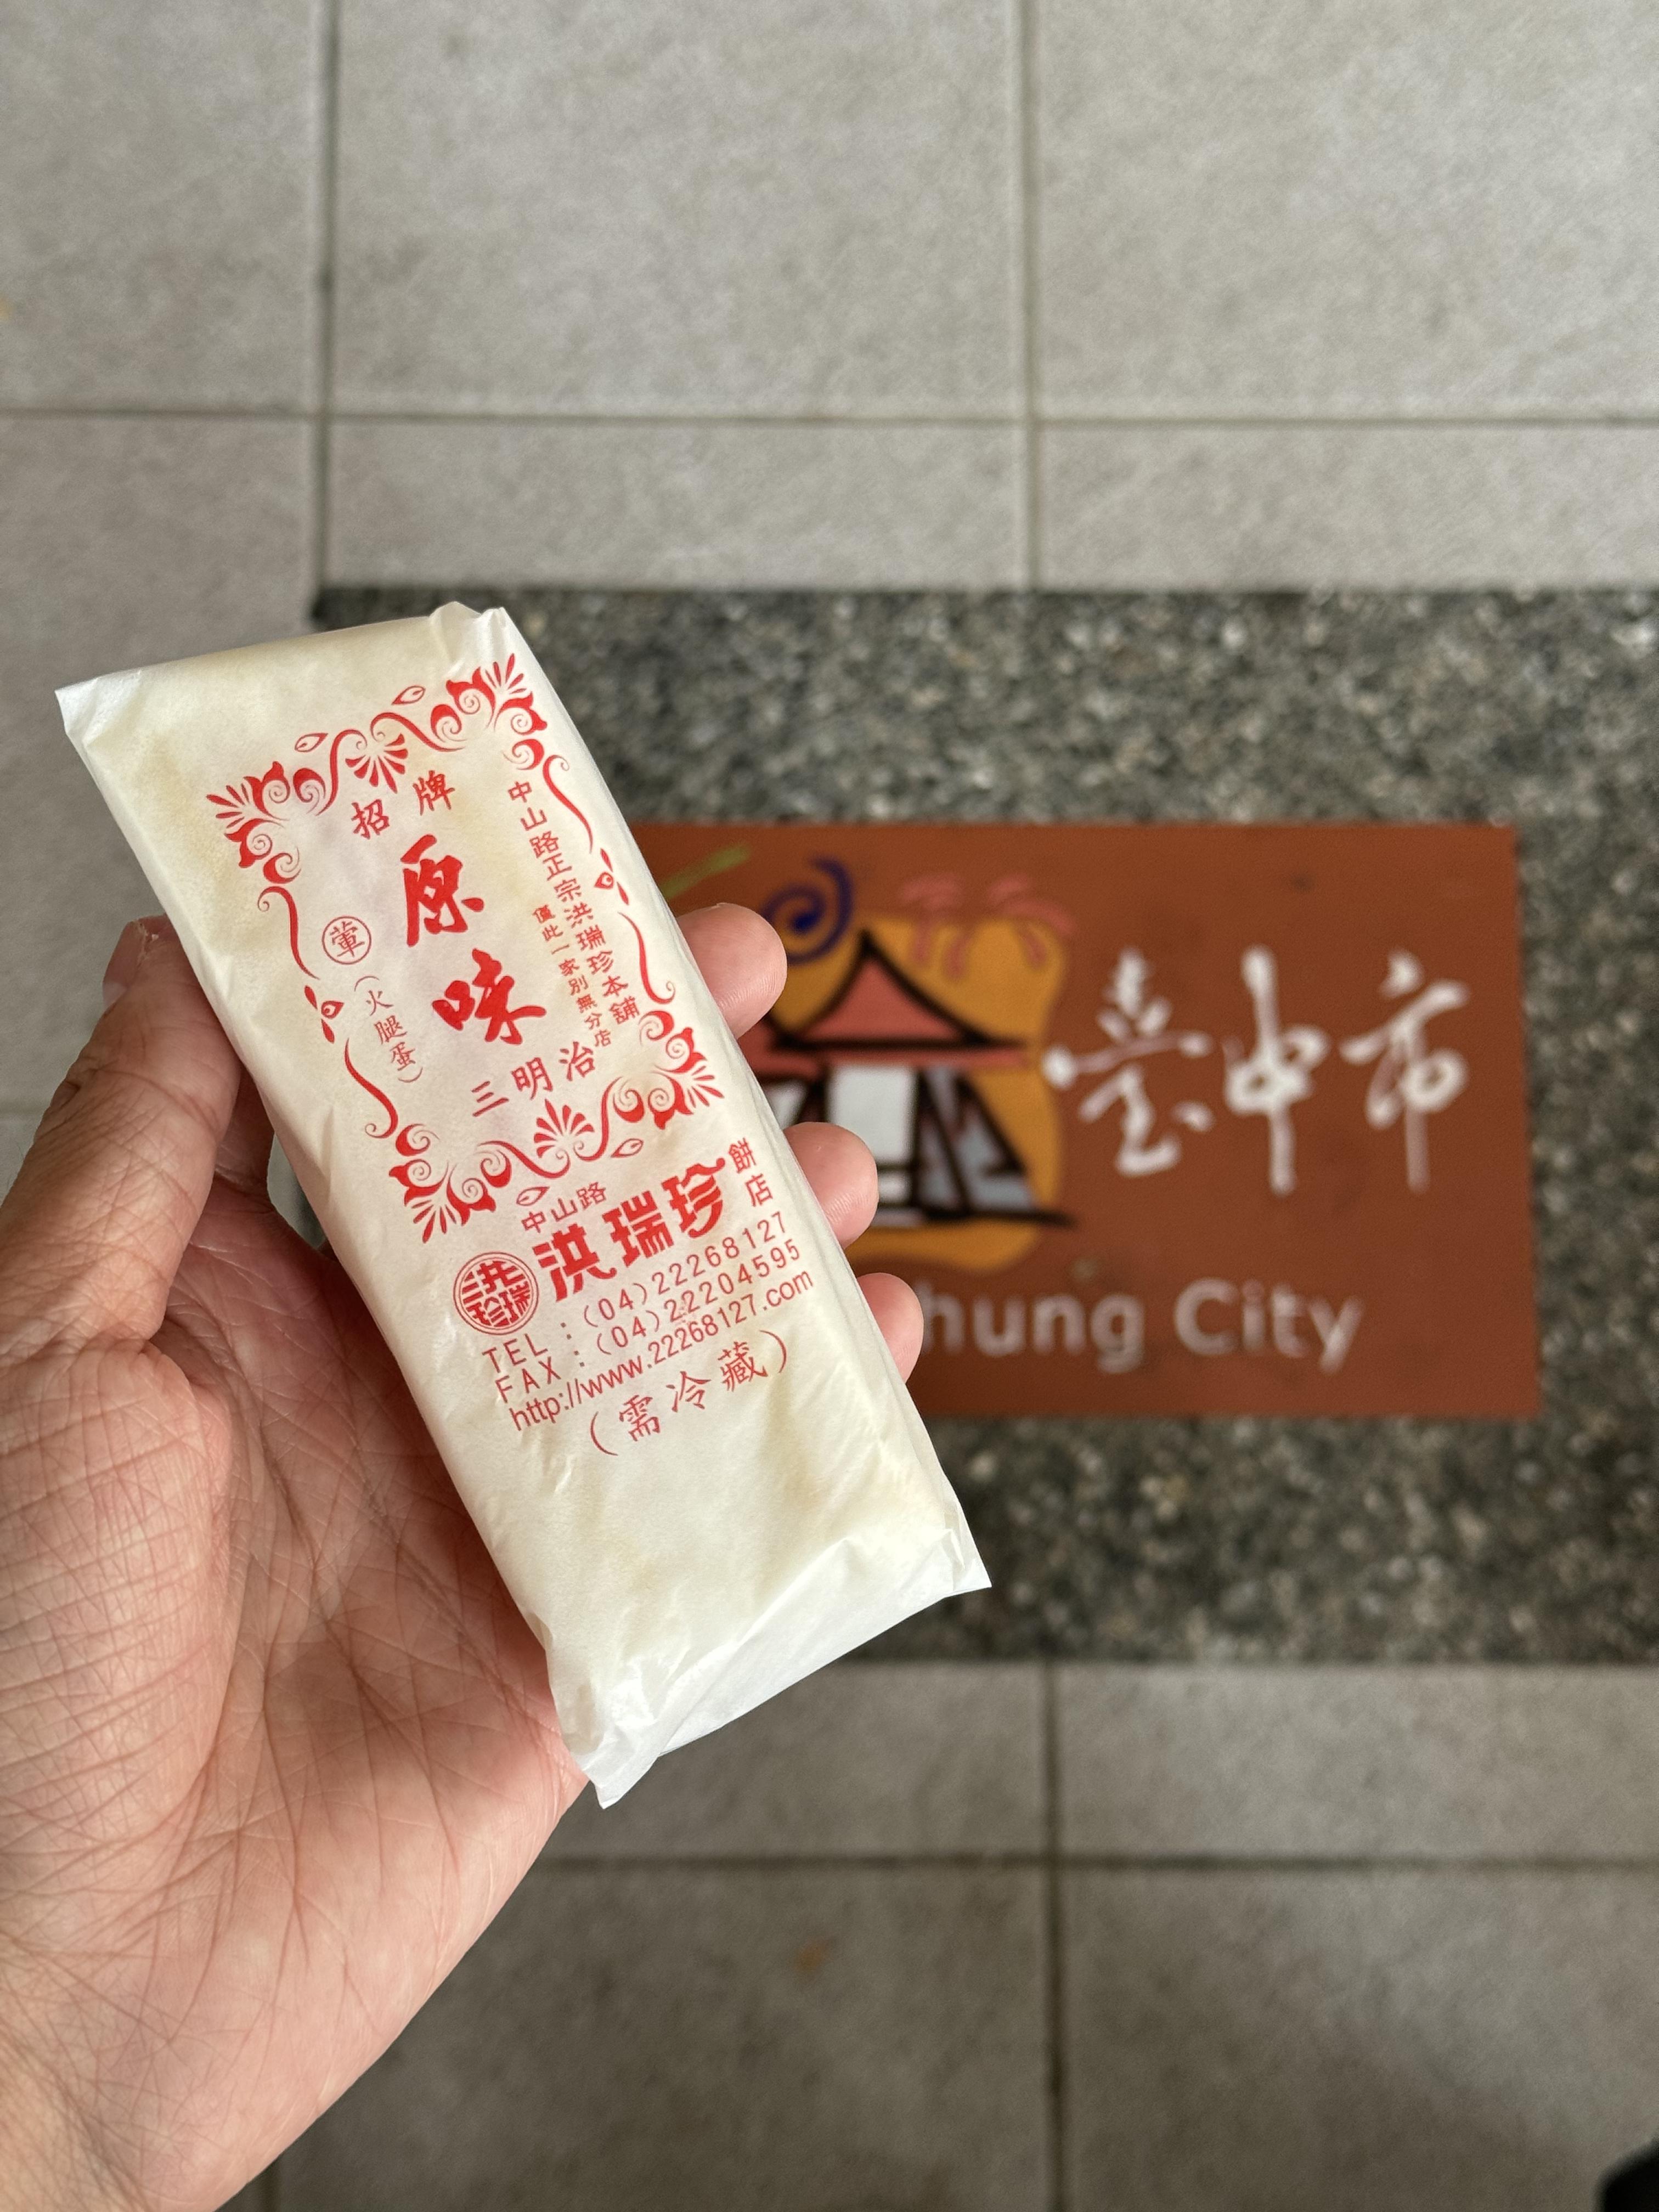 招牌
原味
三明治
中山路正宗洪瑞珍本舖
僅此一家別無分店
葷
(火腿蛋)
中山路
洪瑞珍
餅店
洪瑞珍
TEL:(04)22268127
FAX:(04)22204595
http://www.22268127.com
(需冷藏)
臺中市
hung City